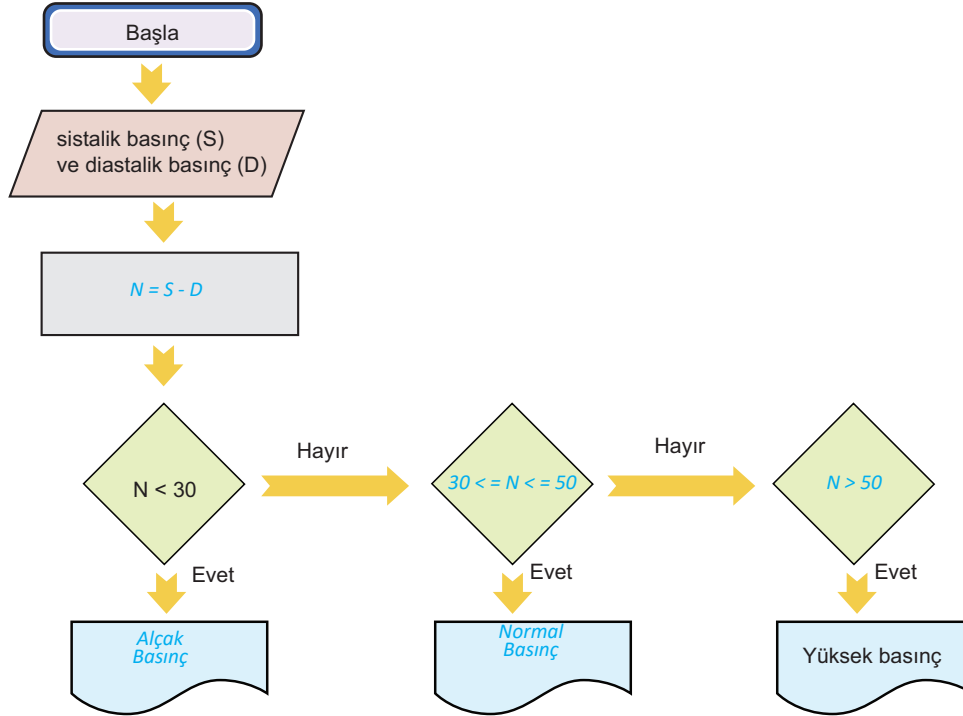 Başla
sistalik basınç (S)
ve diastalik basınç (D)
N = S - D
N < 30
Hayır
30 < = N < = 50
Hayır
N > 50
Evet
Evet
Evet
Alçak
Basınç
Normal
Basınç
Yüksek basınç